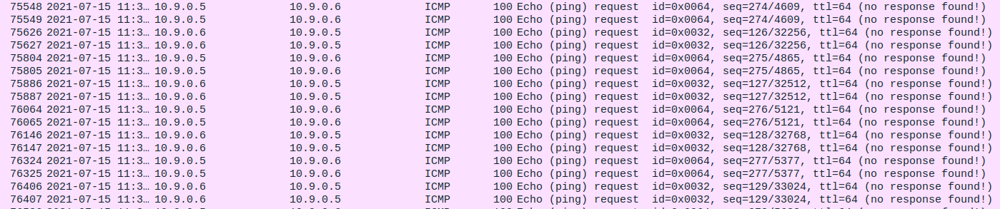 75548 2021-07-15 11:3… 10.9.0.5 10.9.0.6 ICMP 100 Echo (ping) request id=0x0064, seq=274/4609, ttl=64 (no response found!)
75549 2021-07-15 11:3… 10.9.0.5 10.9.0.6 ICMP 100 Echo (ping) request id=0x0064, seq=274/4609, ttl=64 (no response found!)
75626 2021-07-15 11:3… 10.9.0.6 10.9.0.5 ICMP 100 Echo (ping) request id=0x0032, seq=126/32256, ttl=64 (no response found!)
75627 2021-07-15 11:3… 10.9.0.6 10.9.0.5 ICMP 100 Echo (ping) request id=0x0032, seq=126/32256, ttl=64 (no response found!)
75804 2021-07-15 11:3… 10.9.0.5 10.9.0.6 ICMP 100 Echo (ping) request id=0x0064, seq=275/4865, ttl=64 (no response found!)
75805 2021-07-15 11:3… 10.9.0.5 10.9.0.6 ICMP 100 Echo (ping) request id=0x0064, seq=275/4865, ttl=64 (no response found!)
75886 2021-07-15 11:3… 10.9.0.6 10.9.0.5 ICMP 100 Echo (ping) request id=0x0032, seq=127/32512, ttl=64 (no response found!)
75887 2021-07-15 11:3… 10.9.0.6 10.9.0.5 ICMP 100 Echo (ping) request id=0x0032, seq=127/32512, ttl=64 (no response found!)
76064 2021-07-15 11:3… 10.9.0.5 10.9.0.6 ICMP 100 Echo (ping) request id=0x0064, seq=276/5121, ttl=64 (no response found!)
76065 2021-07-15 11:3… 10.9.0.5 10.9.0.6 ICMP 100 Echo (ping) request id=0x0064, seq=276/5121, ttl=64 (no response found!)
76146 2021-07-15 11:3… 10.9.0.6 10.9.0.5 ICMP 100 Echo (ping) request id=0x0032, seq=128/32768, ttl=64 (no response found!)
76147 2021-07-15 11:3… 10.9.0.6 10.9.0.5 ICMP 100 Echo (ping) request id=0x0032, seq=128/32768, ttl=64 (no response found!)
76324 2021-07-15 11:3… 10.9.0.5 10.9.0.6 ICMP 100 Echo (ping) request id=0x0064, seq=277/5377, ttl=64 (no response found!)
76325 2021-07-15 11:3… 10.9.0.5 10.9.0.6 ICMP 100 Echo (ping) request id=0x0064, seq=277/5377, ttl=64 (no response found!)
76406 2021-07-15 11:3… 10.9.0.6 10.9.0.5 ICMP 100 Echo (ping) request id=0x0032, seq=129/33024, ttl=64 (no response found!)
76407 2021-07-15 11:3… 10.9.0.6 10.9.0.5 ICMP 100 Echo (ping) request id=0x0032, seq=129/33024, ttl=64 (no response found!)